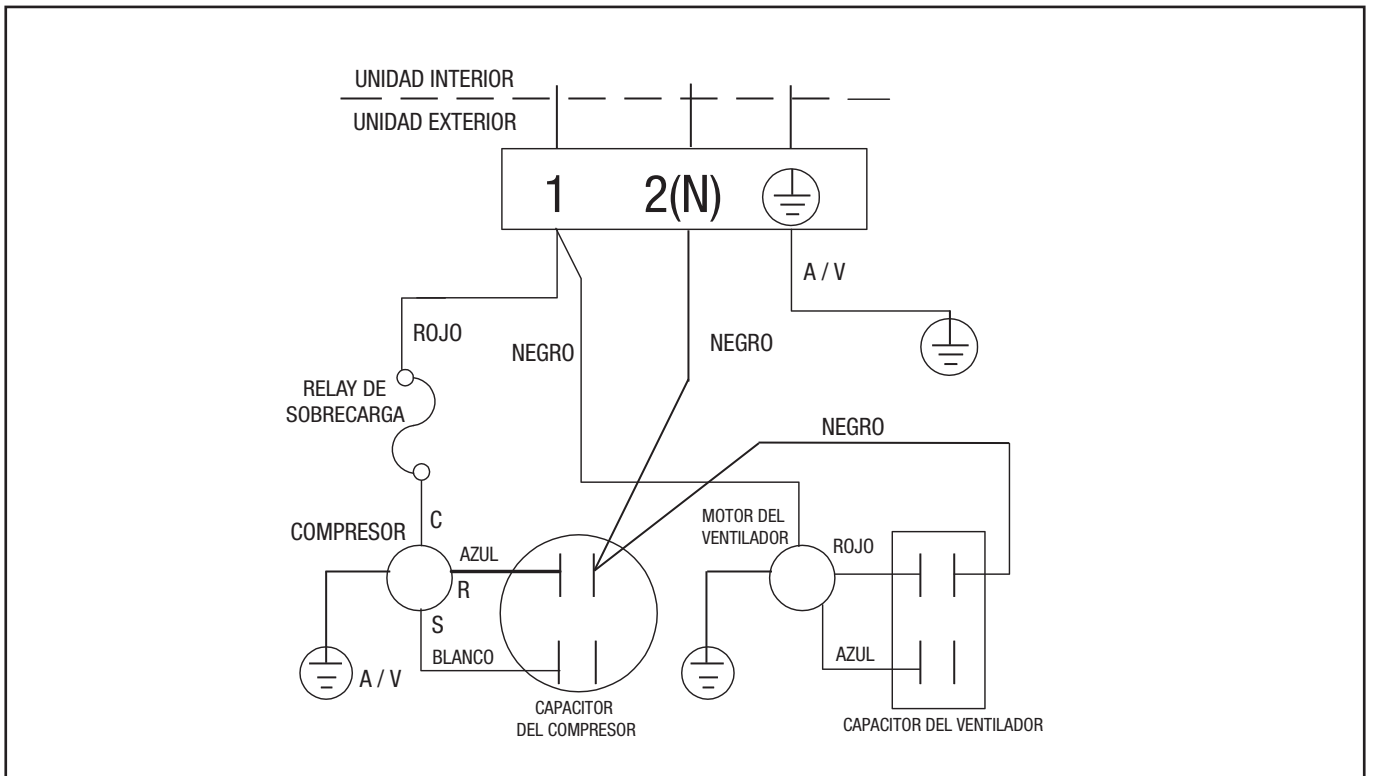 UNIDAD INTERIOR
UNIDAD EXTERIOR
1
2(N)
A / V
ROJO
NEGRO
NEGRO
RELAY DE
SOBRECARGA
NEGRO
COMPRESOR
C
AZUL
R
S
BLANCO
A / V
CAPACITOR
DEL COMPRESOR
MOTOR DEL
VENTILADOR
ROJO
AZUL
CAPACITOR DEL VENTILADOR